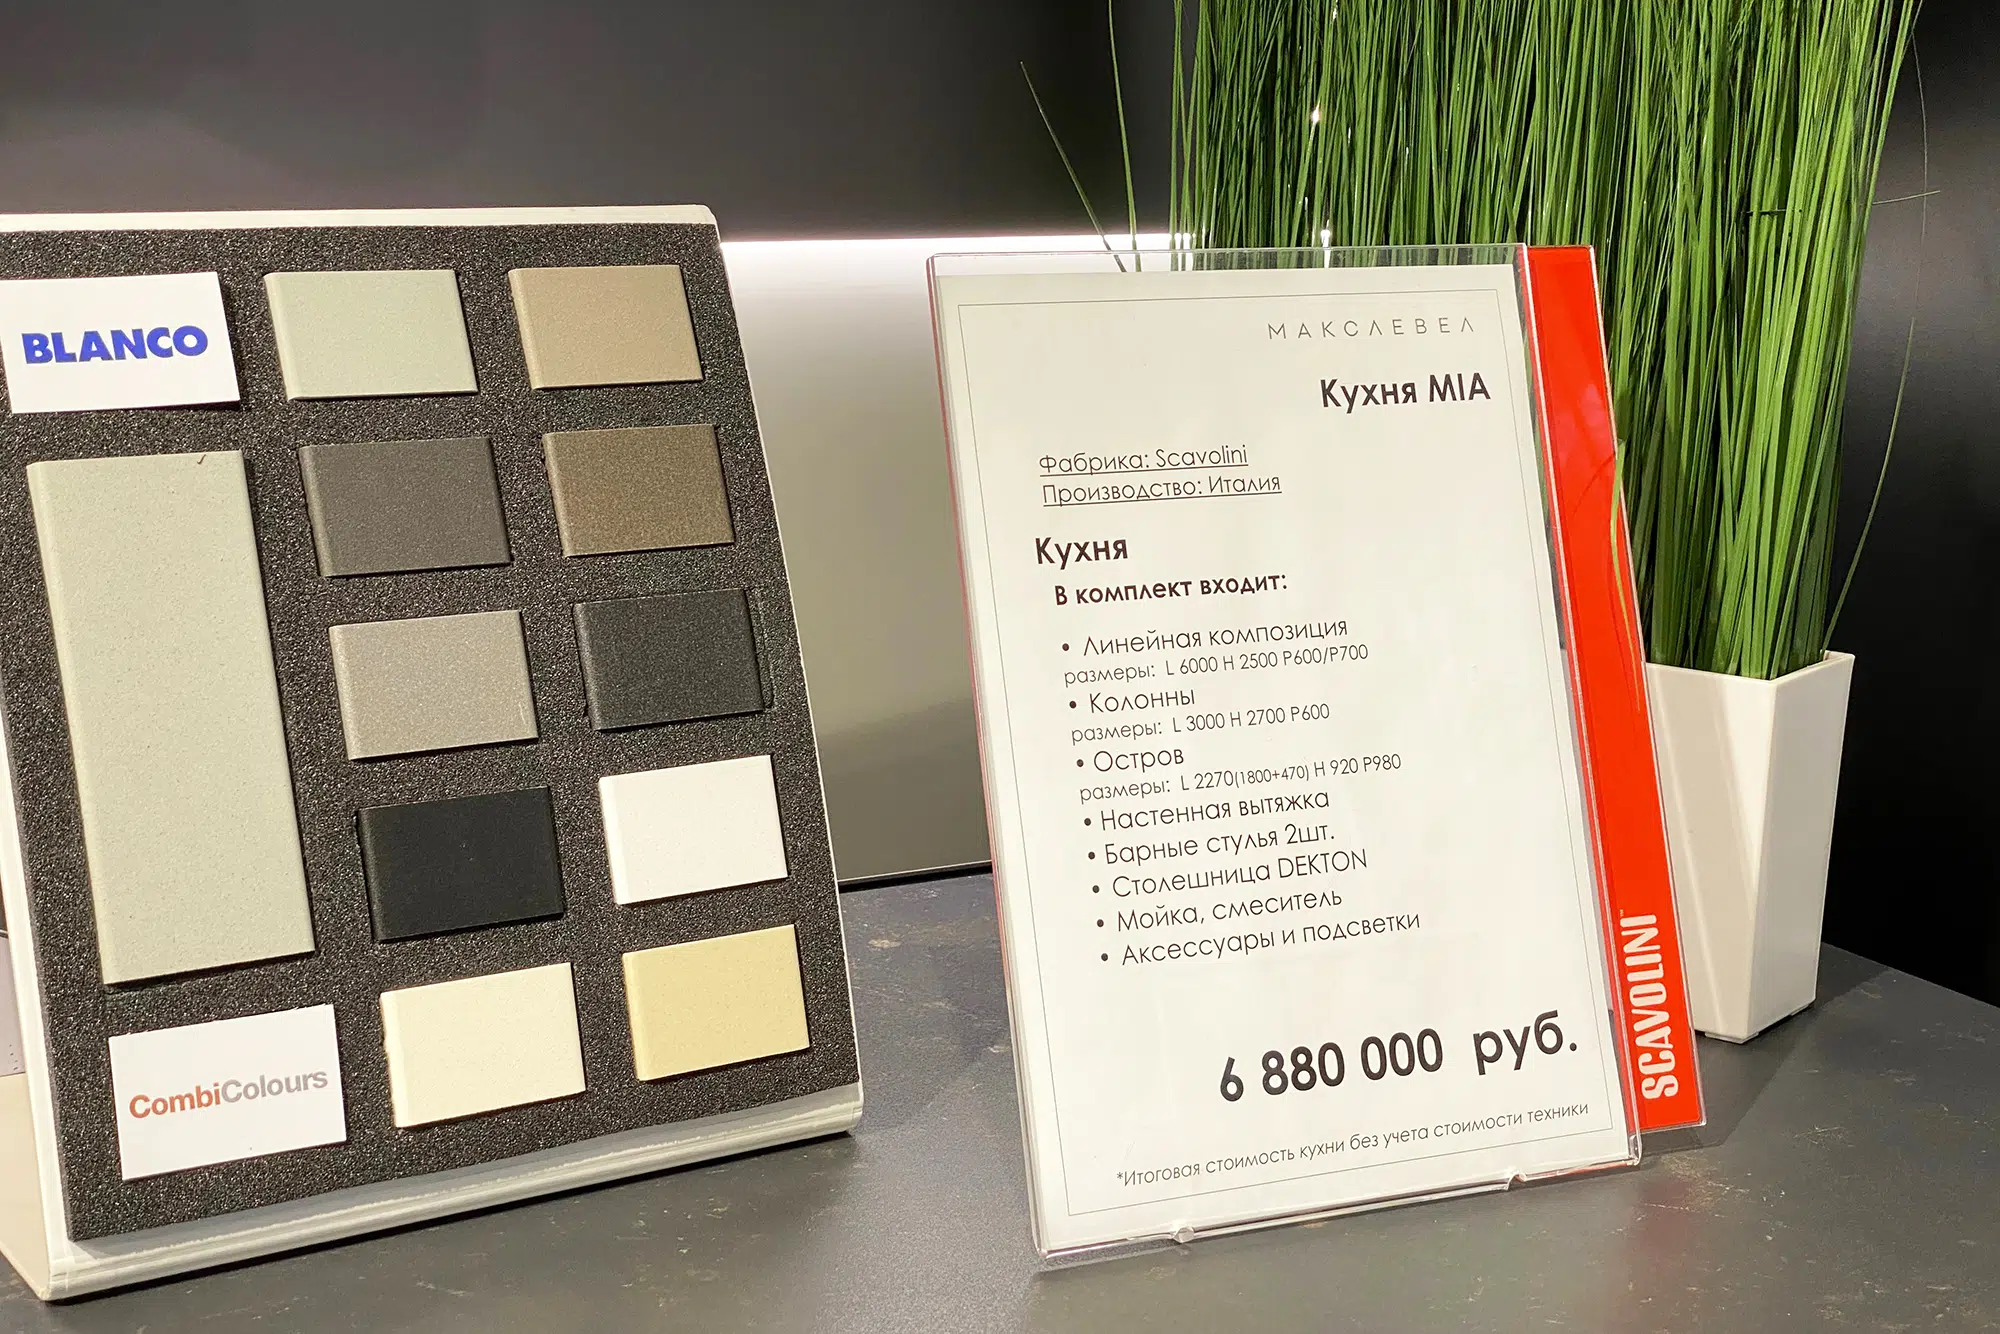 BLANCO
CombiColours
МАКСЛЕВЕЛ
Кухня MIA
Фабрика: Scavolini
Производство: Италия
Кухня
В комплект входит:
• Линейная композиция
размеры: L 6000 H 2500 P600/P700
• Колонны
размеры: L 3000 H 2700 P600
• Остров
размеры: L 2270(1800+470) H 920 P980
• Настенная вытяжка
• Барные стулья 2шт.
• Столешница DEKTON
• Мойка, смеситель
• Аксессуары и подсветки
6 880 000 руб.
*Итоговая стоимость кухни без учета стоимости техники
SCAVOLINI™